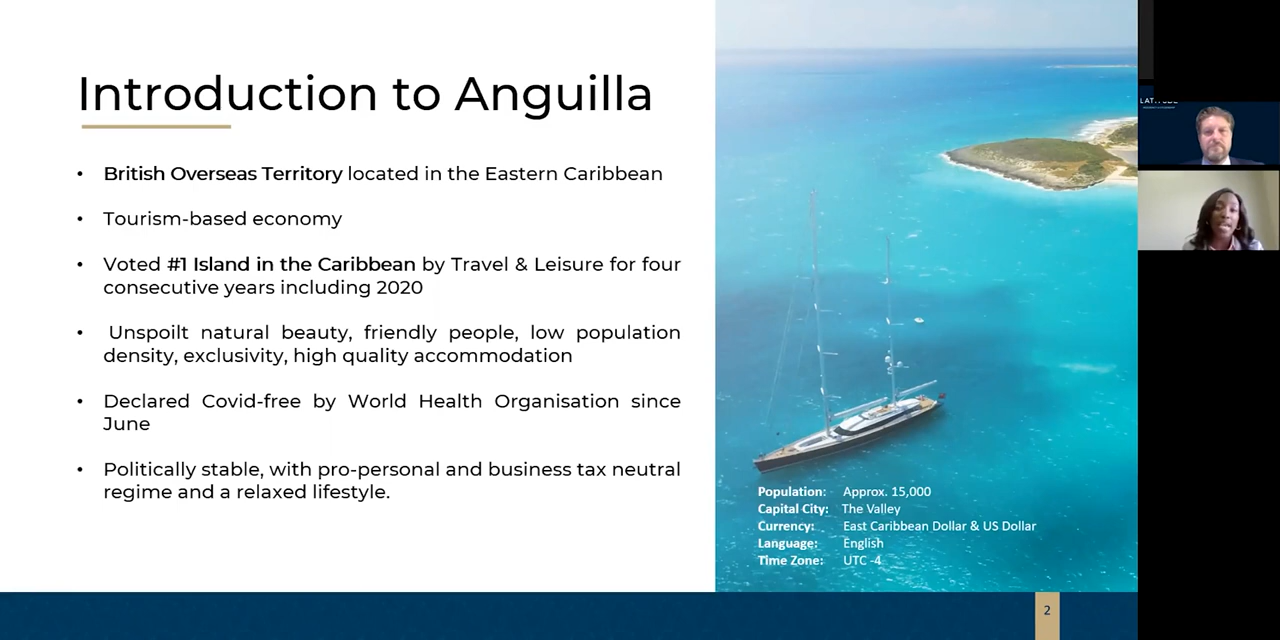 Introduction to Anguilla
• British Overseas Territory located in the Eastern Caribbean
• Tourism-based economy
• Voted #1 Island in the Caribbean by Travel & Leisure for four
consecutive years including 2020
• Unspoilt natural beauty, friendly people, low population
density, exclusivity, high quality accommodation
• Declared Covid-free by World Health Organisation since
June
• Politically stable, with pro-personal and business tax neutral
regime and a relaxed lifestyle.
Population: Approx. 15,000
Capital City: The Valley
Currency: East Caribbean Dollar & US Dollar
Language: English
Time Zone: UTC -4
2